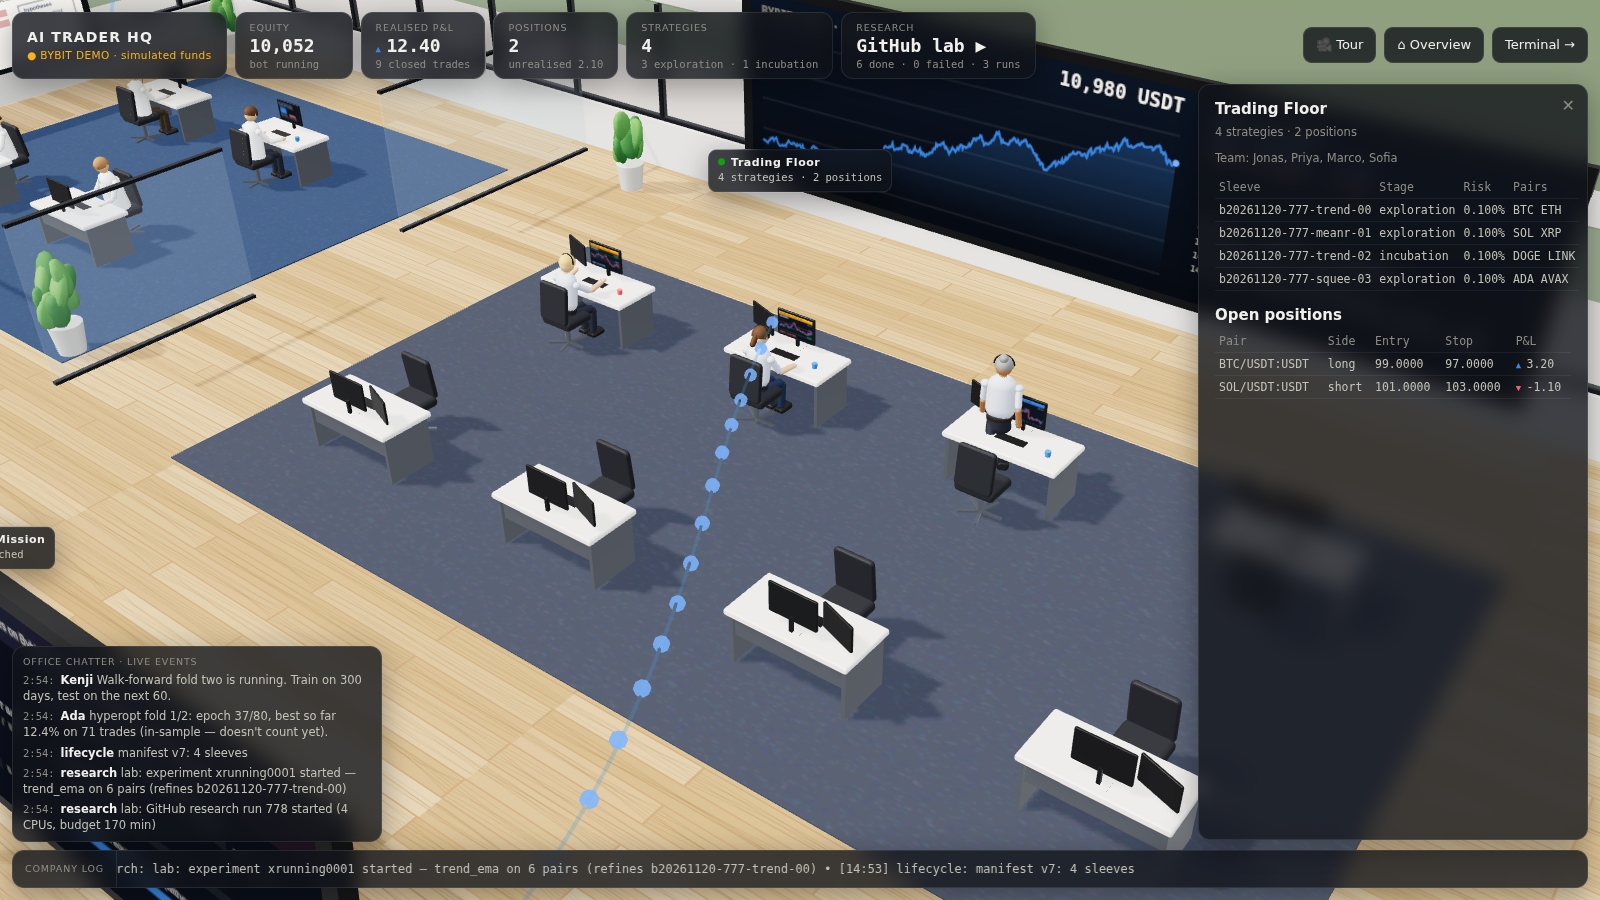 AI TRADER HQ
BYBIT DEMO · simulated funds
EQUITY
10,052
bot running
REALISED P&L
▲ 12.40
9 closed trades
POSITIONS
2
unrealised 2.10
STRATEGIES
4
3 exploration · 1 incubation
RESEARCH
GitHub lab ▶
6 done · 0 failed · 3 runs
Tour
⌂ Overview
Terminal →
10,980 USDT
Trading Floor
4 strategies · 2 positions
Trading Floor
×
4 strategies · 2 positions
Team: Jonas, Priya, Marco, Sofia
Sleeve Stage Risk Pairs
b20261120-777-trend-00 exploration 0.100% BTC ETH
b20261120-777-meanr-01 exploration 0.100% SOL XRP
b20261120-777-trend-02 incubation 0.100% DOGE LINK
b20261120-777-squee-03 exploration 0.100% ADA AVAX
Open positions
Pair Side Entry Stop P&L
BTC/USDT:USDT long 99.0000 97.0000 ▲ 3.20
SOL/USDT:USDT short 101.0000 103.0000 ▼ -1.10
Mission
ched
OFFICE CHATTER · LIVE EVENTS
2:54: Kenji Walk-forward fold two is running. Train on 300
days, test on the next 60.
2:54: Ada hyperopt fold 1/2: epoch 37/80, best so far
12.4% on 71 trades (in-sample — doesn't count yet).
2:54: lifecycle manifest v7: 4 sleeves
2:54: research lab: experiment xrunning0001 started —
trend_ema on 6 pairs (refines b20261120-777-trend-00)
2:54: research lab: GitHub research run 778 started (4
CPUs, budget 170 min)
COMPANY LOG
rch: lab: experiment xrunning0001 started — trend_ema on 6 pairs (refines b20261120-777-trend-00) • [14:53] lifecycle: manifest v7: 4 sleeves